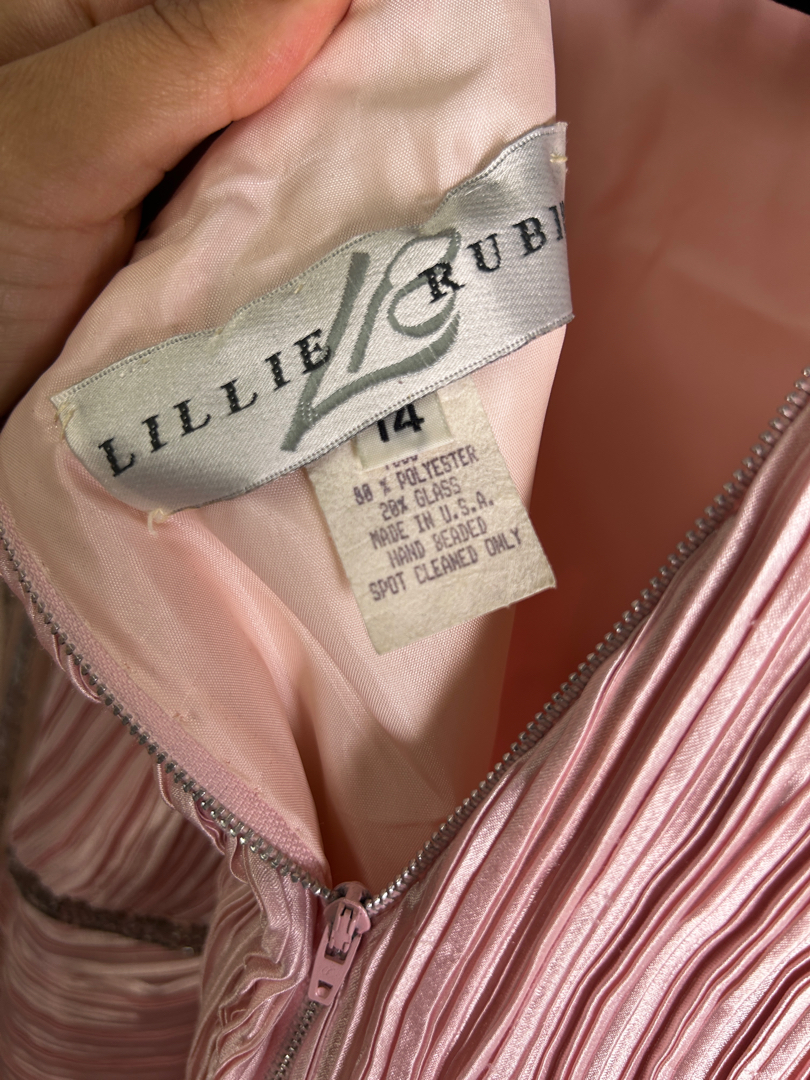 LILLIE RUBI
14
80 % POLYESTER
20% GLASS
MADE IN U.S.A.
HAND BEADED
SPOT CLEANED ONLY